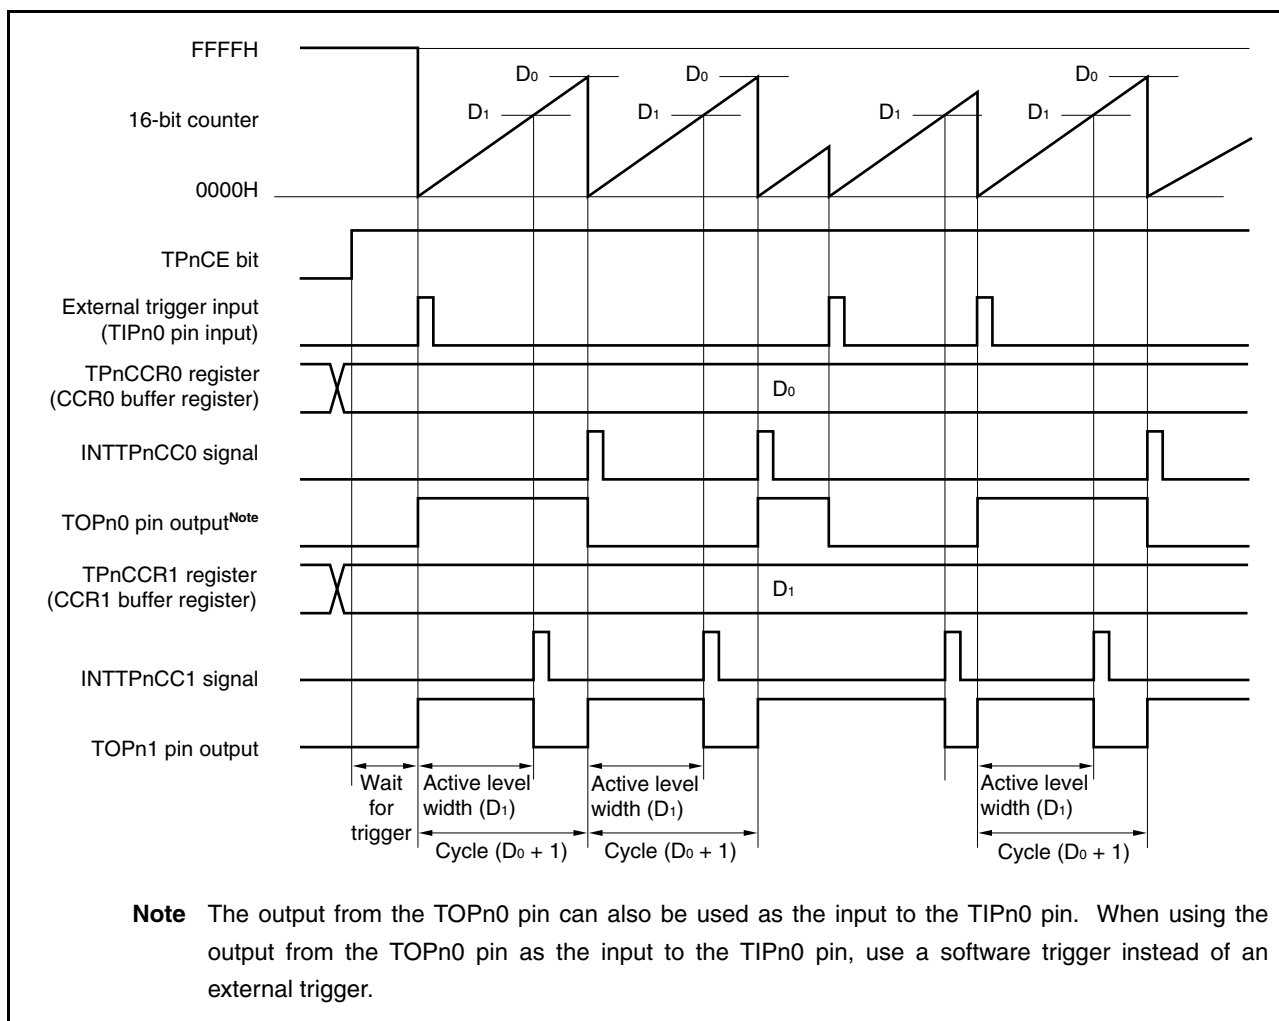 FFFFH
D0
D0
D0
D1
D1
D1
D1
16-bit counter
0000H
TPnCE bit
External trigger input
(TIPn0 pin input)
TPnCCR0 register
(CCR0 buffer register)
D0
INTTPnCC0 signal
TOPn0 pin outputNote
TPnCCR1 register
(CCR1 buffer register)
D1
INTTPnCC1 signal
TOPn1 pin output
Wait
for
trigger
Active level
width (D1)
Active level
width (D1)
Active level
width (D1)
Cycle (D0 + 1)
Cycle (D0 + 1)
Cycle (D0 + 1)
Note The output from the TOPn0 pin can also be used as the input to the TIPn0 pin. When using the
output from the TOPn0 pin as the input to the TIPn0 pin, use a software trigger instead of an
external trigger.